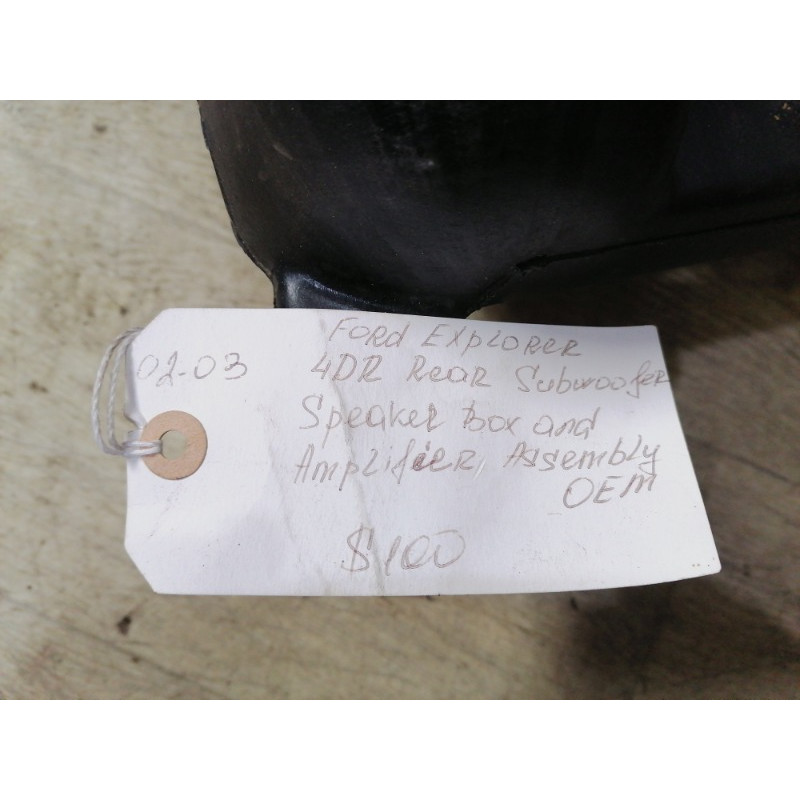 Ford Explorer
02-03 4DR Rear Subwoofer
Speaker box and
Amplifier, Assembly
OEM
$100